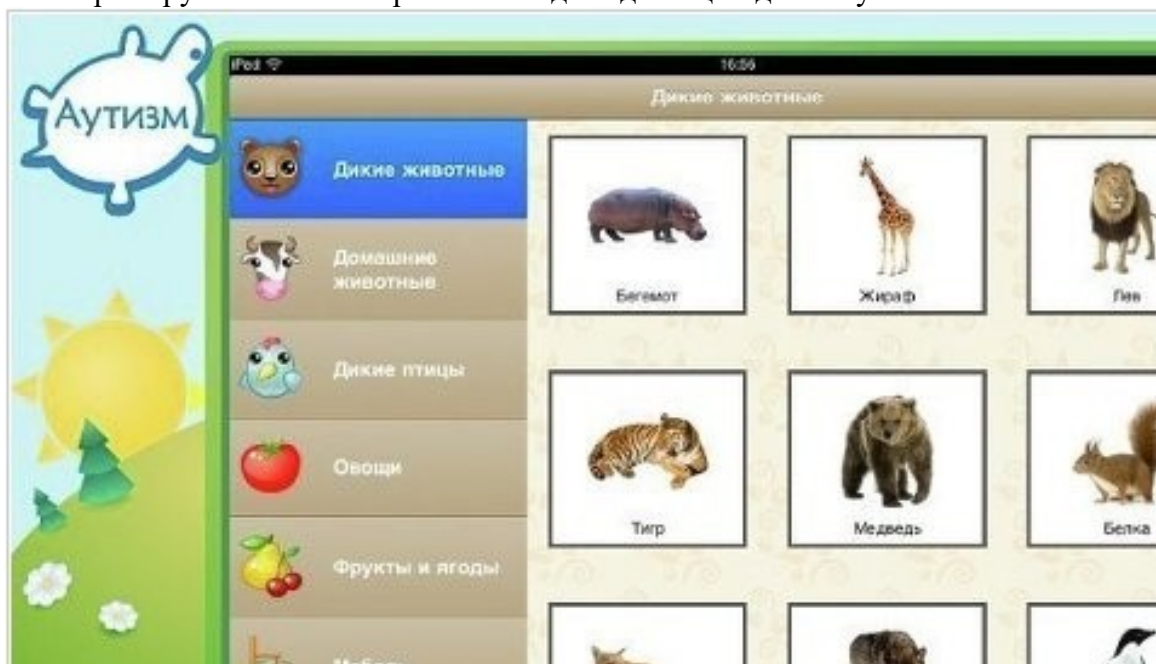 Аутизм
iPod
16:56
Дикие животные
Дикие животные
Домашние
животные
Дикие птицы
Овощи
Фрукты и ягоды
Бегемот
Жираф
Лев
Тигр
Медведь
Белка